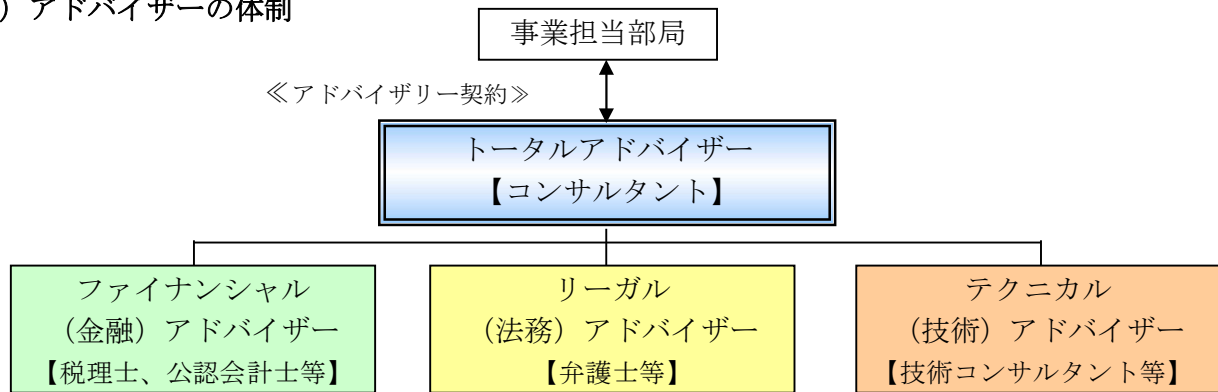 ）アドバイザーの体制
事業担当部局
≪アドバイザリー契約≫
トータルアドバイザー
【コンサルタント】
ファイナンシャル
（金融）アドバイザー
【税理士、公認会計士等】
リーガル
（法務）アドバイザー
【弁護士等】
テクニカル
（技術）アドバイザー
【技術コンサルタント等】